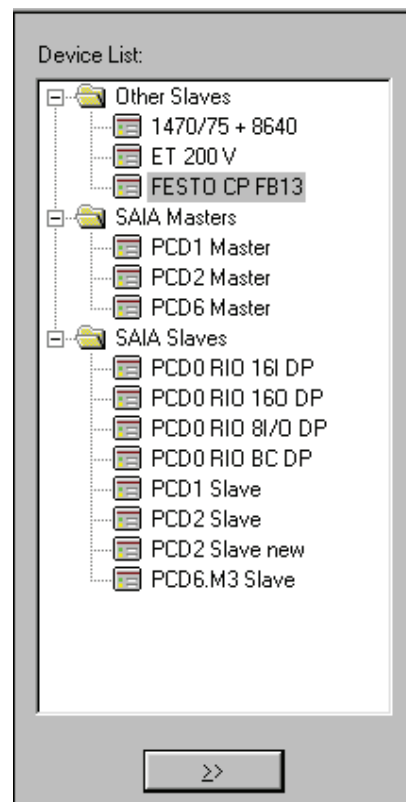 Device List:
Other Slaves
1470/75 + 8640
ET 200 V
FESTO CP FB13
SAIA Masters
PCD1 Master
PCD2 Master
PCD6 Master
SAIA Slaves
PCD0 RIO 16I DP
PCD0 RIO 16O DP
PCD0 RIO 8I/O DP
PCD0 RIO BC DP
PCD1 Slave
PCD2 Slave
PCD2 Slave new
PCD6.M3 Slave
>>